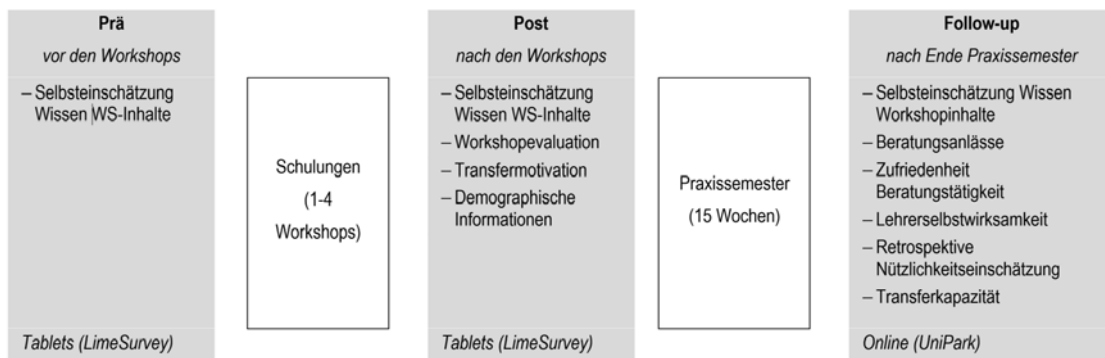 Prä
vor den Workshops
– Selbsteinschätzung
Wissen WS-Inhalte
Tablets (LimeSurvey)
Schulungen
(1-4
Workshops)
Post
nach den Workshops
– Selbsteinschätzung
Wissen WS-Inhalte
– Workshopevaluation
– Transfermotivation
– Demographische
Informationen
Tablets (LimeSurvey)
Praxissemester
(15 Wochen)
Follow-up
nach Ende Praxissemester
– Selbsteinschätzung Wissen
Workshopinhalte
– Beratungsanlässe
– Zufriedenheit
Beratungstätigkeit
– Lehrerselbstwirksamkeit
– Retrospektive
Nützlichkeitseinschätzung
– Transferkapazität
Online (UniPark)